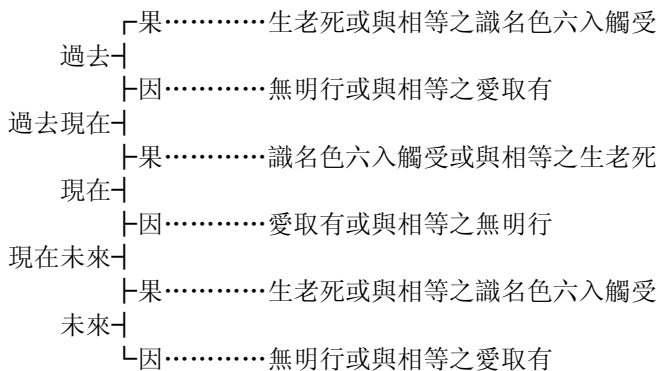 ┌果…………生老死或與相等之識名色六入觸受
過去┤
├因…………無明行或與相等之愛取有
過去現在┤
├果…………識名色六入觸受或與相等之生老死
現在┤
├因…………愛取有或與相等之無明行
現在未來┤
├果…………生老死或與相等之識名色六入觸受
未來┤
└因…………無明行或與相等之愛取有